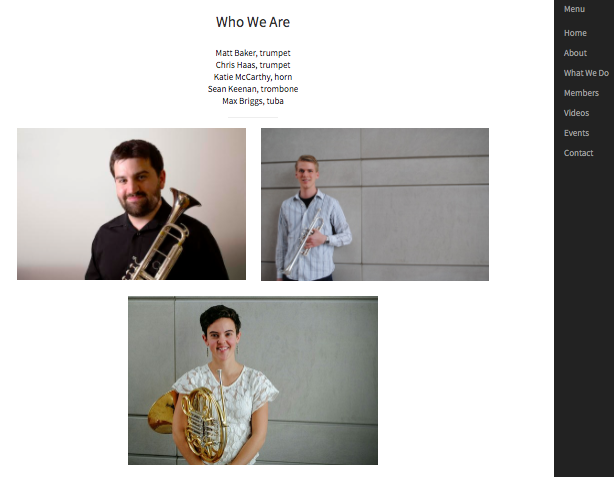 Who We Are
Matt Baker, trumpet
Chris Haas, trumpet
Katie McCarthy, horn
Sean Keenan, trombone
Max Briggs, tuba
Menu
Home
About
What We Do
Members
Videos
Events
Contact